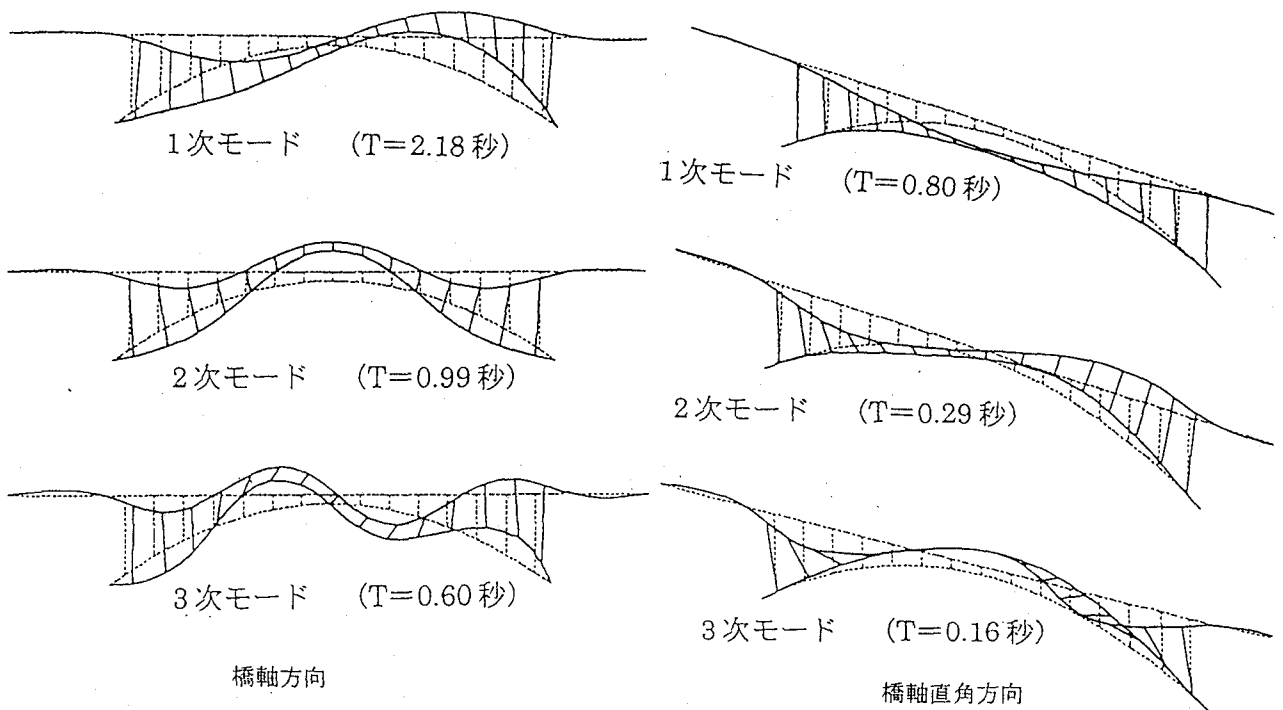 1次モード (T=2.18秒)
2次モード (T=0.99秒)
3次モード (T=0.60秒)
橋軸方向
1次モード (T=0.80秒)
2次モード (T=0.29秒)
3次モード (T=0.16秒)
橋軸直角方向